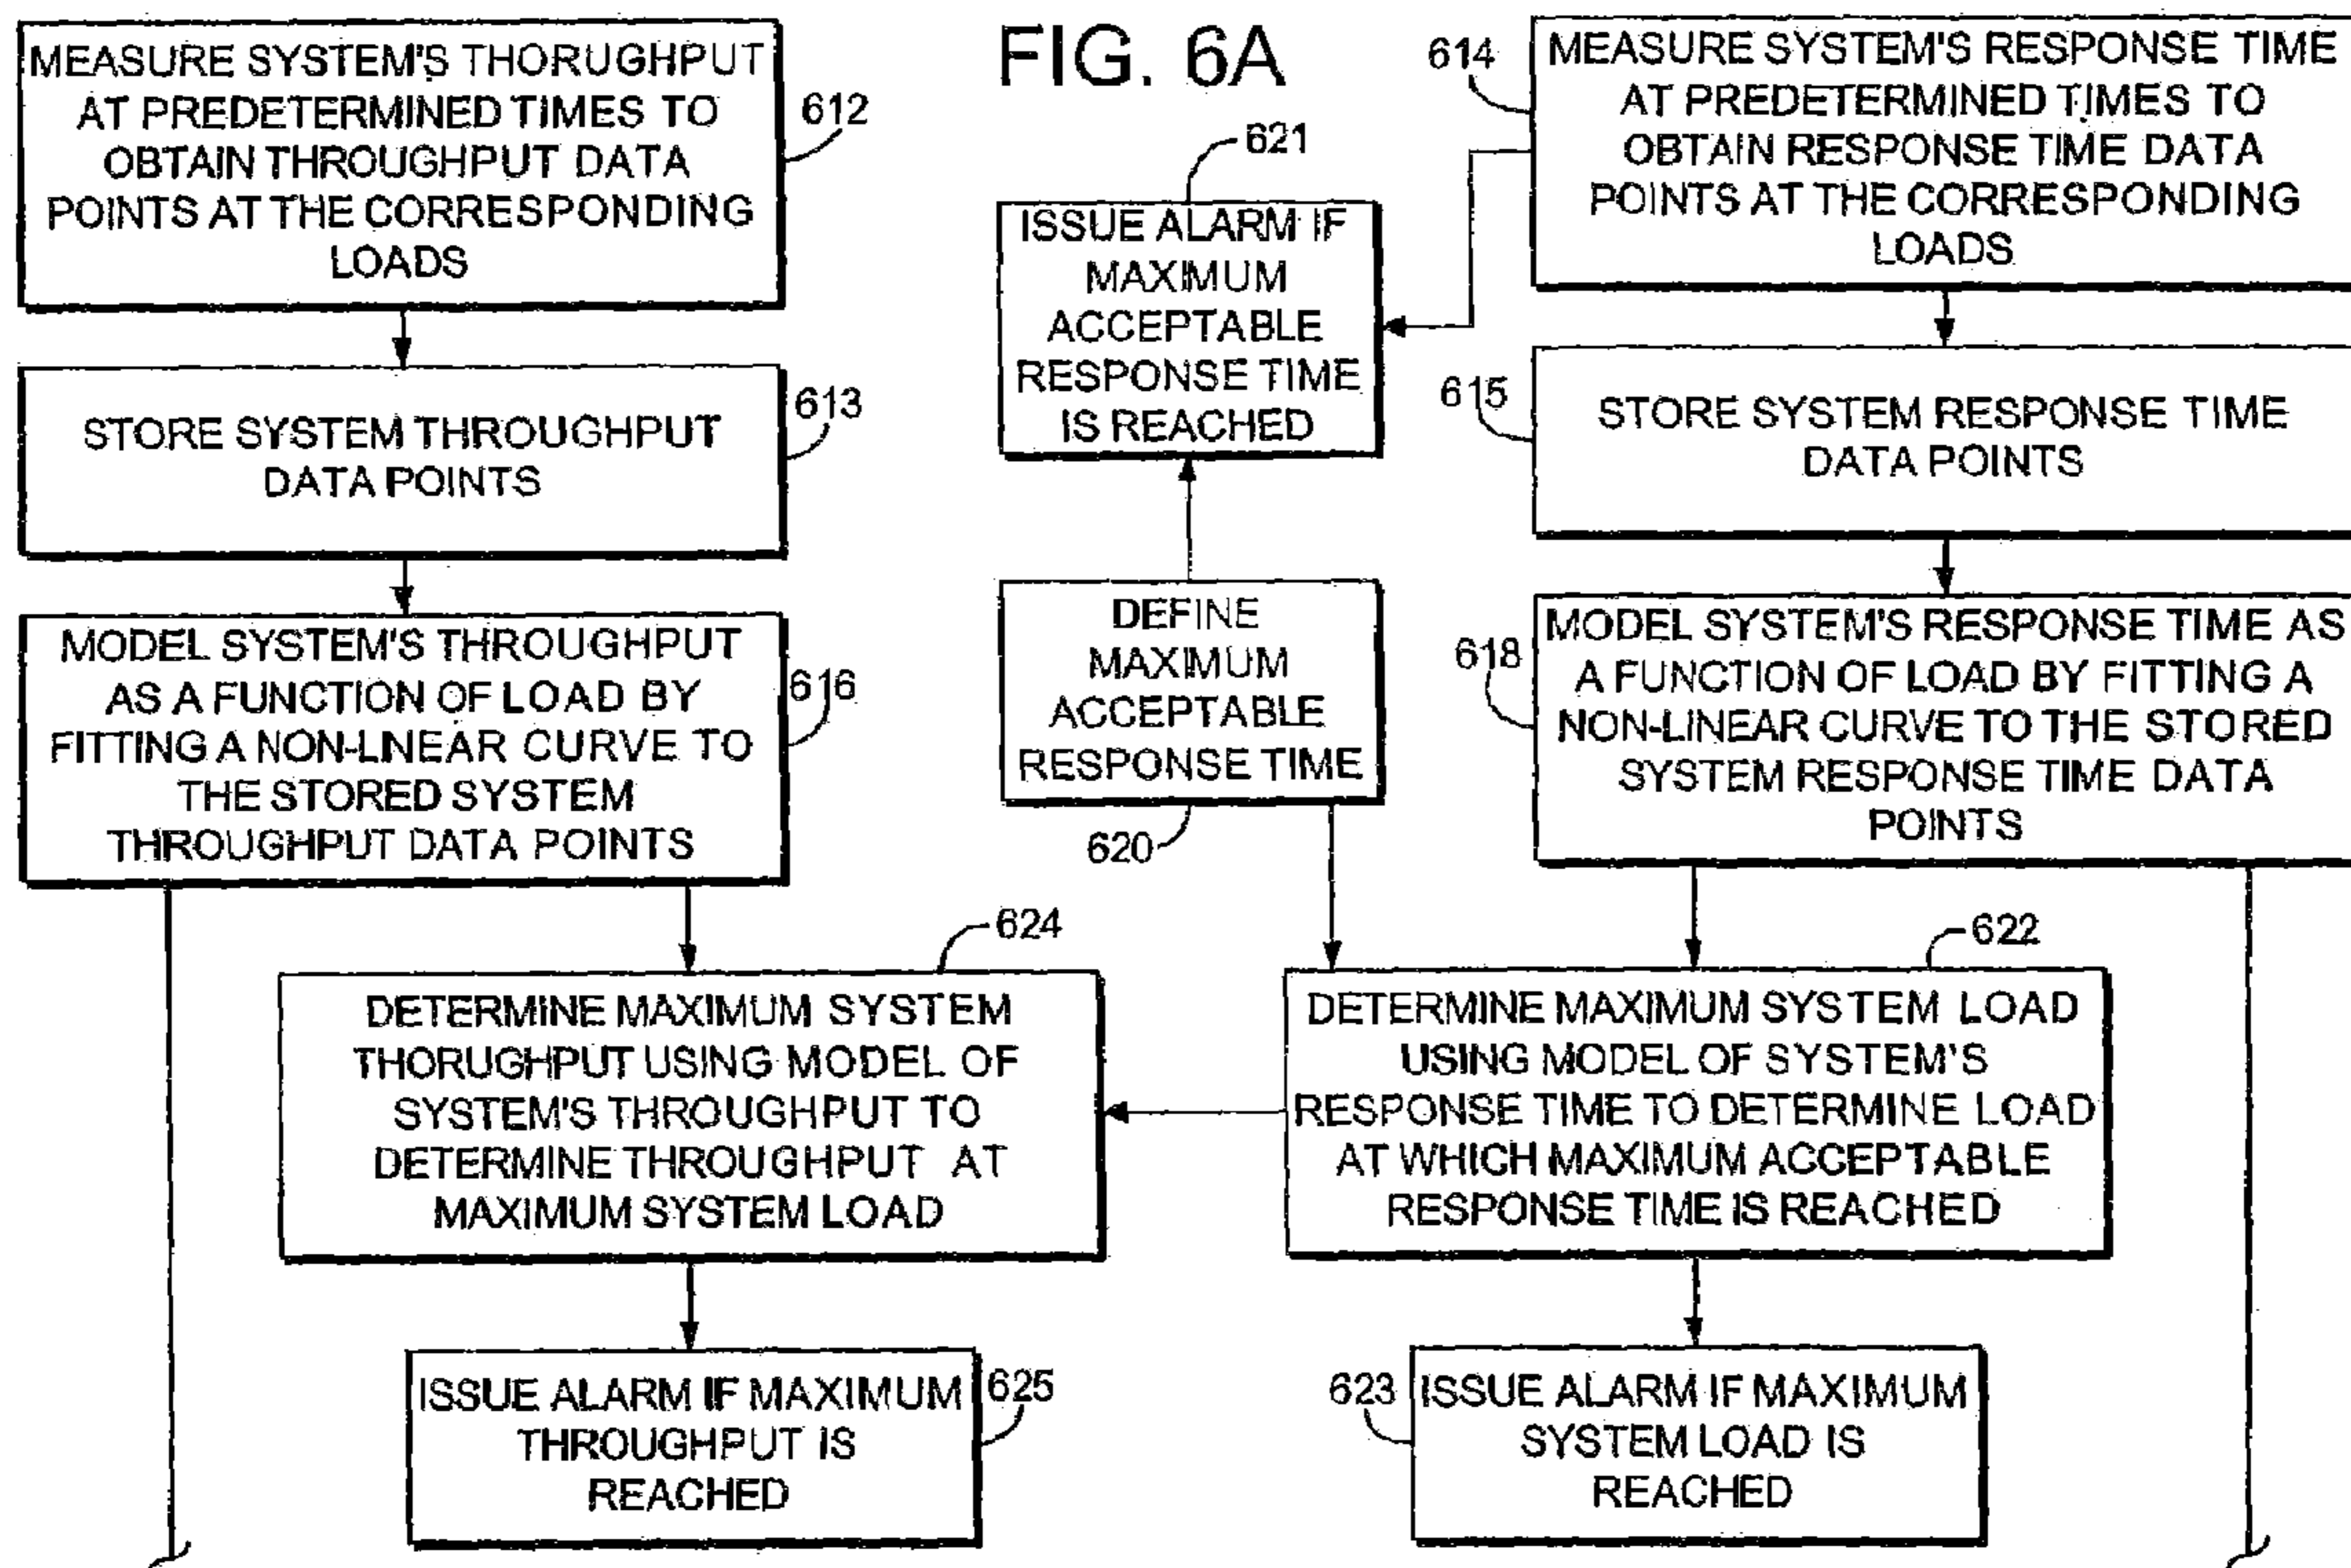 FIG. 6A
MEASURE SYSTEM'S THORUGHPUT
AT PREDETERMINED TIMES TO
OBTAIN THROUGHPUT DATA
POINTS AT THE CORRESPONDING
LOADS
612
STORE SYSTEM THROUGHPUT
DATA POINTS
613
MODEL SYSTEM'S THROUGHPUT
AS A FUNCTION OF LOAD BY
FITTING A NON-LNEAR CURVE TO
THE STORED SYSTEM
THROUGHPUT DATA POINTS
616
621
ISSUE ALARM IF
MAXIMUM
ACCEPTABLE
RESPONSE TIME
IS REACHED
DEFINE
MAXIMUM
ACCEPTABLE
RESPONSE TIME
620
614
MEASURE SYSTEM'S RESPONSE TIME
AT PREDETERMINED TIMES TO
OBTAIN RESPONSE TIME DATA
POINTS AT THE CORRESPONDING
LOADS
615
STORE SYSTEM RESPONSE TIME
DATA POINTS
618
MODEL SYSTEM'S RESPONSE TIME AS
A FUNCTION OF LOAD BY FITTING A
NON-LINEAR CURVE TO THE STORED
SYSTEM RESPONSE TIME DATA
POINTS
624
DETERMINE MAXIMUM SYSTEM
THORUGHPUT USING MODEL OF
SYSTEM'S THROUGHPUT TO
DETERMINE THROUGHPUT AT
MAXIMUM SYSTEM LOAD
622
DETERMINE MAXIMUM SYSTEM LOAD
USING MODEL OF SYSTEM'S
RESPONSE TIME TO DETERMINE LOAD
AT WHICH MAXIMUM ACCEPTABLE
RESPONSE TIME IS REACHED
ISSUE ALARM IF MAXIMUM
THROUGHPUT IS
REACHED
625
623
ISSUE ALARM IF MAXIMUM
SYSTEM LOAD IS
REACHED